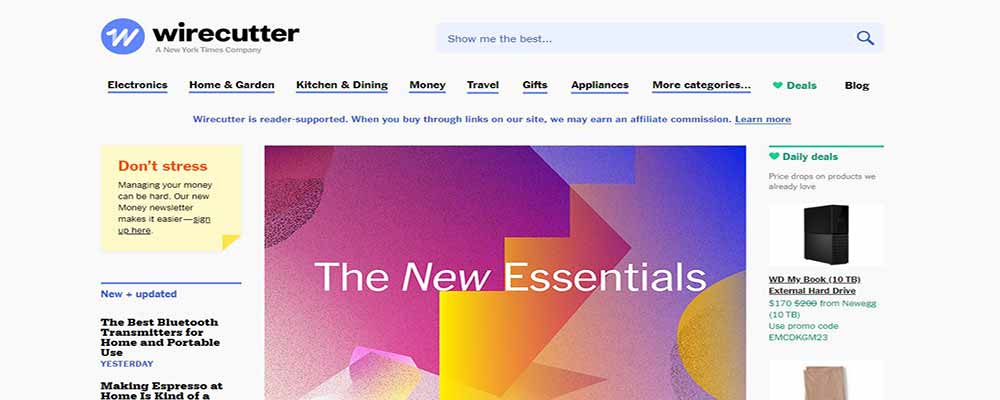 wirecutter
A New York Times Company
Show me the best...
Electronics
Home & Garden
Kitchen & Dining
Money
Travel
Gifts
Appliances
More categories...
Deals
Blog
Wirecutter is reader-supported. When you buy through links on our site, we may earn an affiliate commission. Learn more
Don't stress
Managing your money
can be hard. Our new
Money newsletter
makes it easier—sign
up here.
New + updated
The Best Bluetooth
Transmitters for
Home and Portable
Use
YESTERDAY
Making Espresso at
Home Is Kind of a
The New Essentials
Daily deals
Price drops on products we
already love
WD My Book (10 TB)
External Hard Drive
$170 $200 from Newegg
(10 TB)
Use promo code
EMCDKGM23